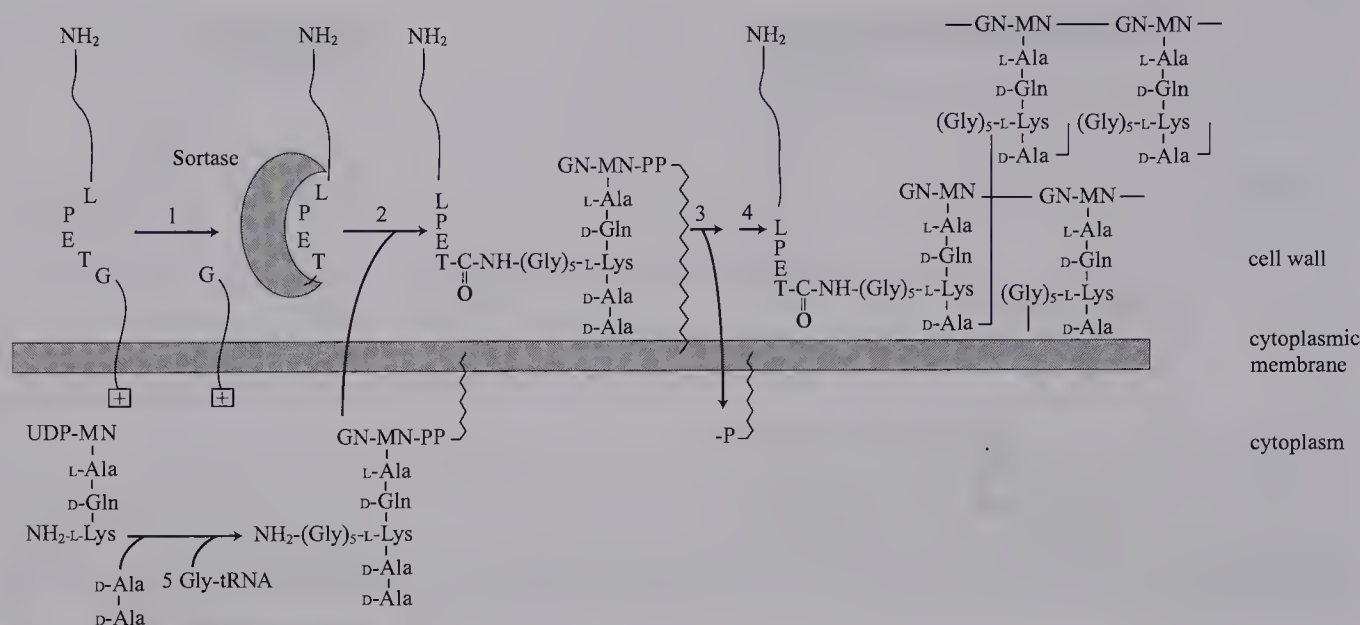 NH₂
L
P
E
T
G
+
1
Sortase
NH₂
L
P
E
T
G
+
2
NH₂
L
P
E
T-C-NH-(Gly)₅-L-Lys
O
GN-MN-PP
L-Ala
D-Gln
D-Ala
D-Ala
3
4
-P
NH₂
L
P
E
T-C-NH-(Gly)₅-L-Lys
O
GN-MN
L-Ala
D-Gln
D-Ala
GN-MN
L-Ala
D-Gln
(Gly)₅-L-Lys
D-Ala
GN-MN
L-Ala
D-Gln
(Gly)₅-L-Lys
D-Ala
GN-MN
L-Ala
D-Gln
(Gly)₅-L-Lys
D-Ala
cell wall
cytoplasmic
membrane
cytoplasm
UDP-MN
L-Ala
D-Gln
NH₂-L-Lys
D-Ala
D-Ala
5 Gly-tRNA
GN-MN-PP
L-Ala
D-Gln
NH₂-(Gly)₅-L-Lys
D-Ala
D-Ala